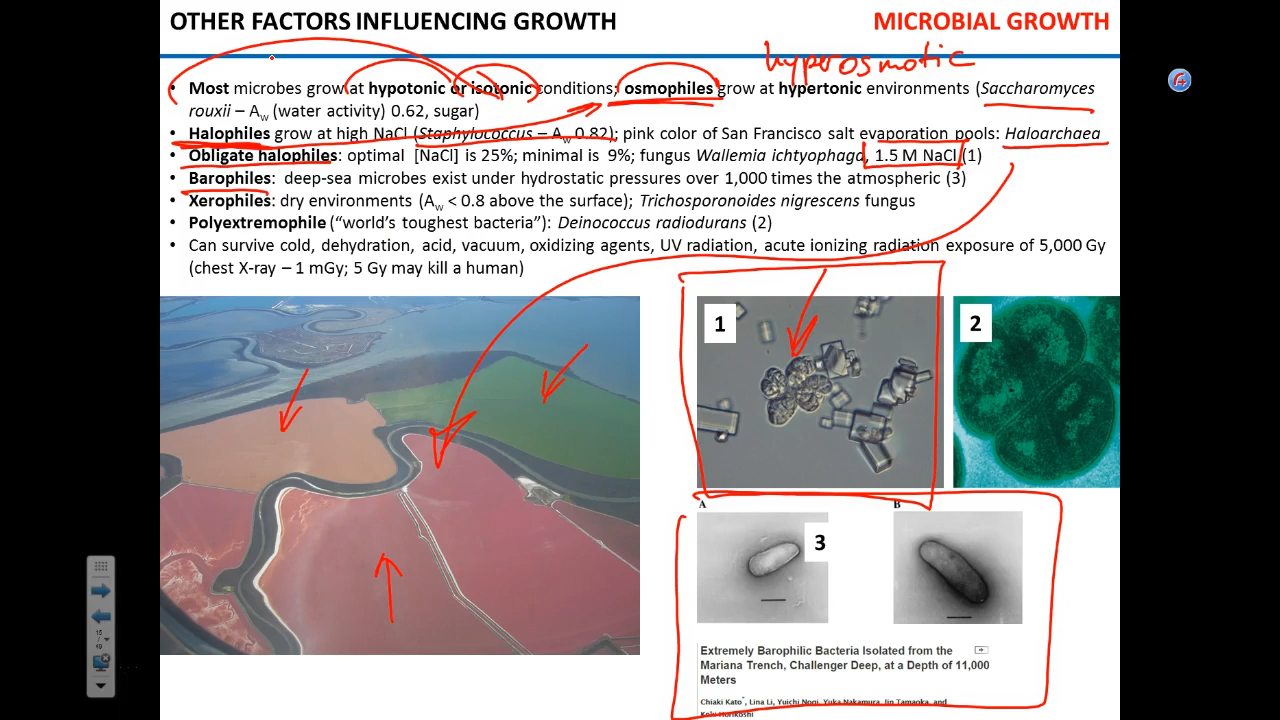 OTHER FACTORS INFLUENCING GROWTH
MICROBIAL GROWTH
hyperosmotic
• Most microbes grow at hypotonic or isotonic conditions; osmophiles grow at hypertonic environments (Saccharomyces
rouxii – Aw (water activity) 0.62, sugar)
• Halophiles grow at high NaCl (Staphylococcus – Aw 0.82); pink color of San Francisco salt evaporation pools: Haloarchaea
• Obligate halophiles: optimal [NaCl] is 25%; minimal is 9%; fungus Wallemia ichtyophaga, 1.5 M NaCl (1)
• Barophiles: deep-sea microbes exist under hydrostatic pressures over 1,000 times the atmospheric (3)
• Xerophiles: dry environments (Aw < 0.8 above the surface); Trichosporonoides nigrescens fungus
• Polyextremophile ("world's toughest bacteria"): Deinococcus radiodurans (2)
• Can survive cold, dehydration, acid, vacuum, oxidizing agents, UV radiation, acute ionizing radiation exposure of 5,000 Gy
(chest X-ray – 1 mGy; 5 Gy may kill a human)
1
2
A
B
3
Extremely Barophilic Bacteria Isolated from the
Mariana Trench, Challenger Deep, at a Depth of 11,000
Meters
Chiaki Kato*, Lina Li, Yuichi Nogi, Yuka Nakamura, Jin Tamaoka, and
Koki Horikoshi
15
/
49